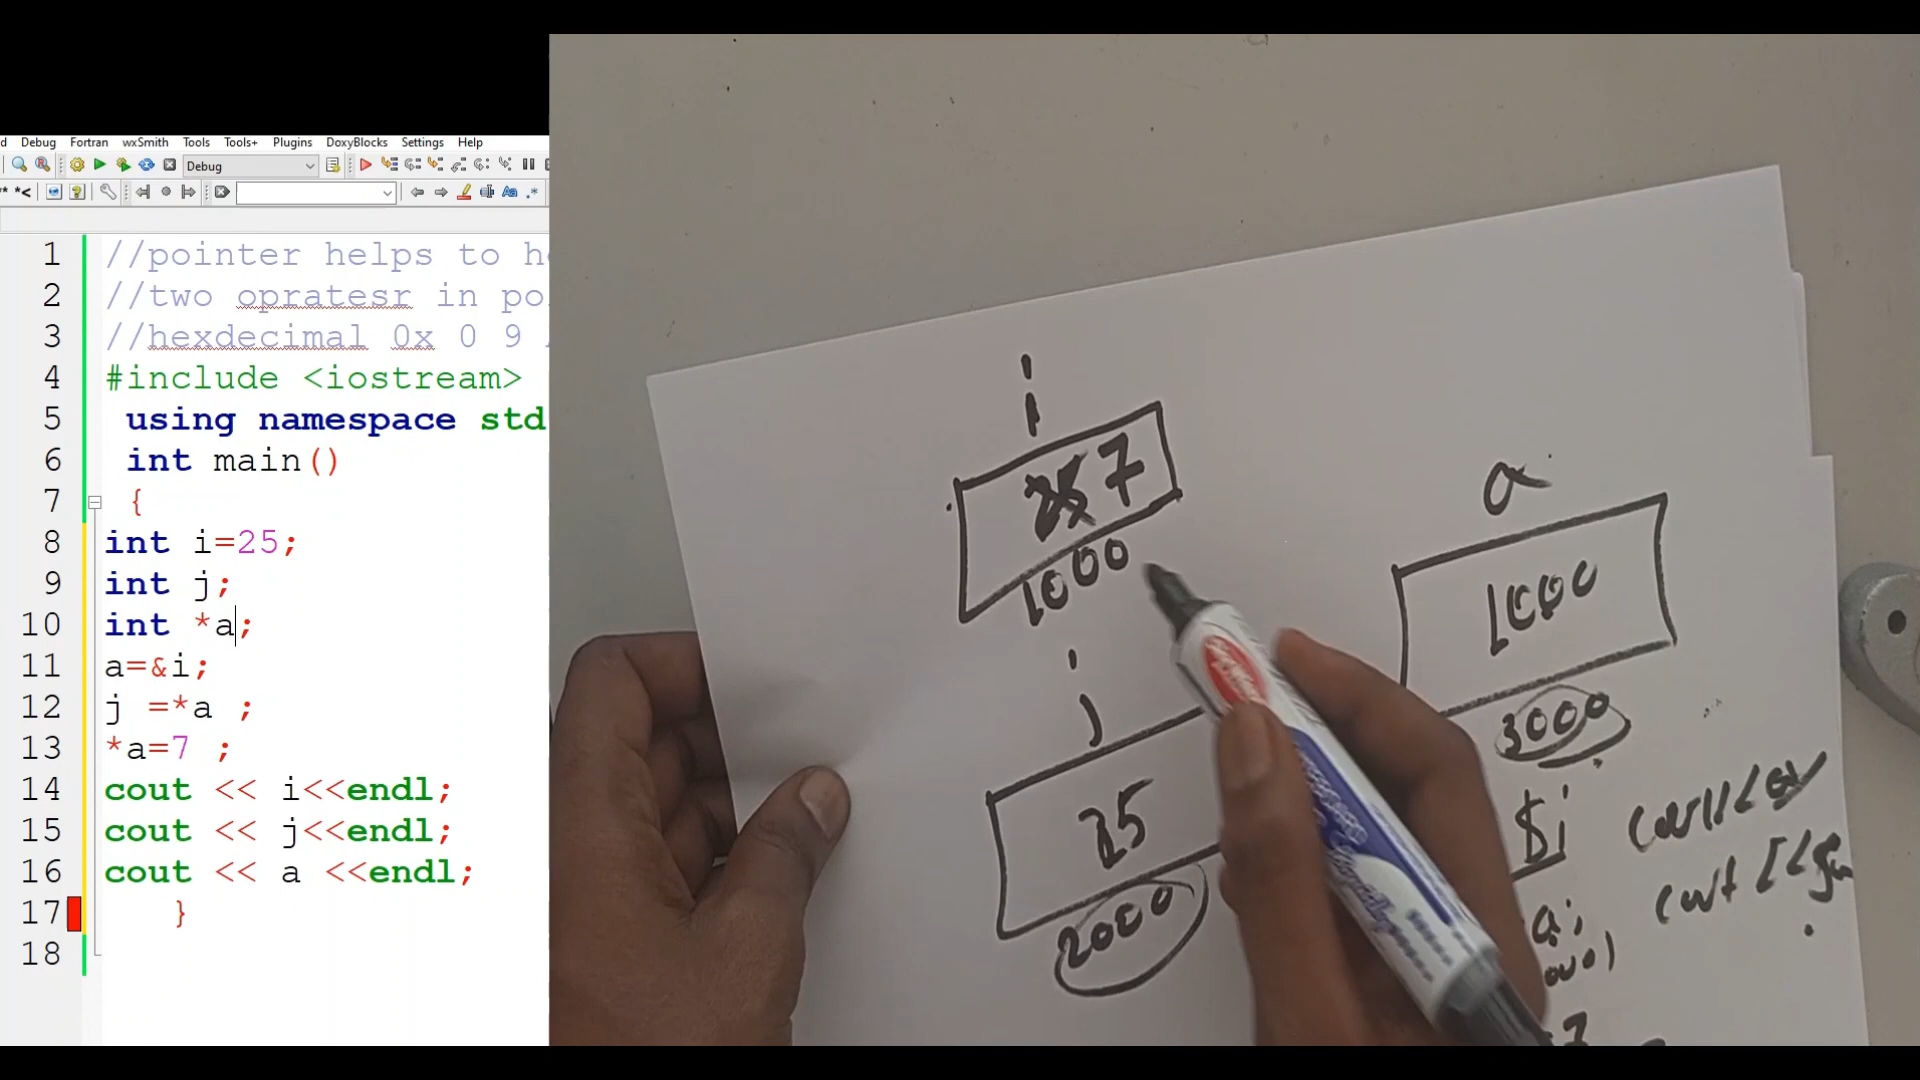 d Debug Fortran wxSmith Tools Tools+ Plugins DoxyBlocks Settings Help
Debug
1 //pointer helps to h
2 //two opratesr in po
3 //hexdecimal 0x 0 9
4 #include <iostream>
5 using namespace std
6 int main()
7 {
8 int i=25;
9 int j;
10 int *a;
11 a=&i;
12 j =*a ;
13 *a=7 ;
14 cout << i<<endl;
15 cout << j<<endl;
16 cout << a <<endl;
17 }
18
i
25 7
1000
j
25
2000
a
1000
3000
a;